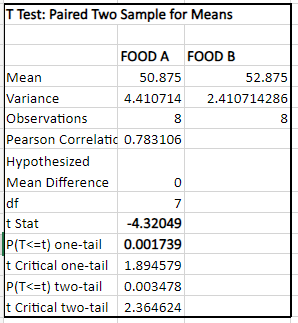 T Test: Paired Two Sample for Means
FOOD A FOOD B
Mean 50.875 52.875
Variance 4.410714 2.410714286
Observations 8 8
Pearson Correlatic 0.783106
Hypothesized
Mean Difference 0
df 7
t Stat -4.32049
P(T<=t) one-tail 0.001739
t Critical one-tail 1.894579
P(T<=t) two-tail 0.003478
t Critical two-tail 2.364624